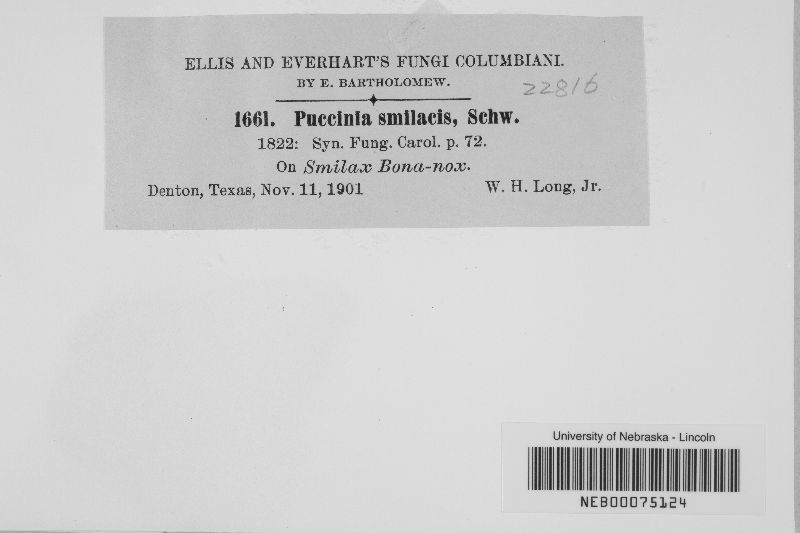 ELLIS AND EVERHART'S FUNGI COLUMBIANI.
BY E. BARTHOLOMEW.
22816
1661. Puccinia smilacis, Schw.
1822: Syn. Fung. Carol. p. 72.
On Smilax Bona-nox.
Denton, Texas, Nov. 11, 1901 W. H. Long, Jr.
University of Nebraska - Lincoln
NEB00075124